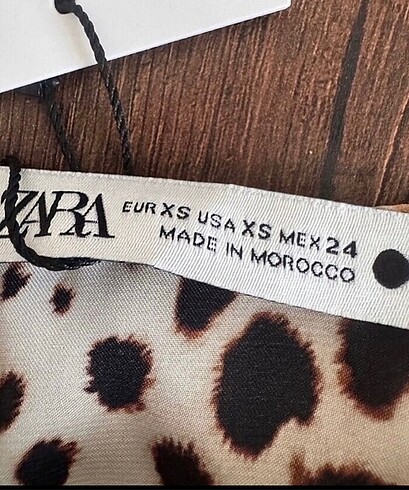 ZARA
EUR XS USA XS MEX 24
MADE IN MOROCCO